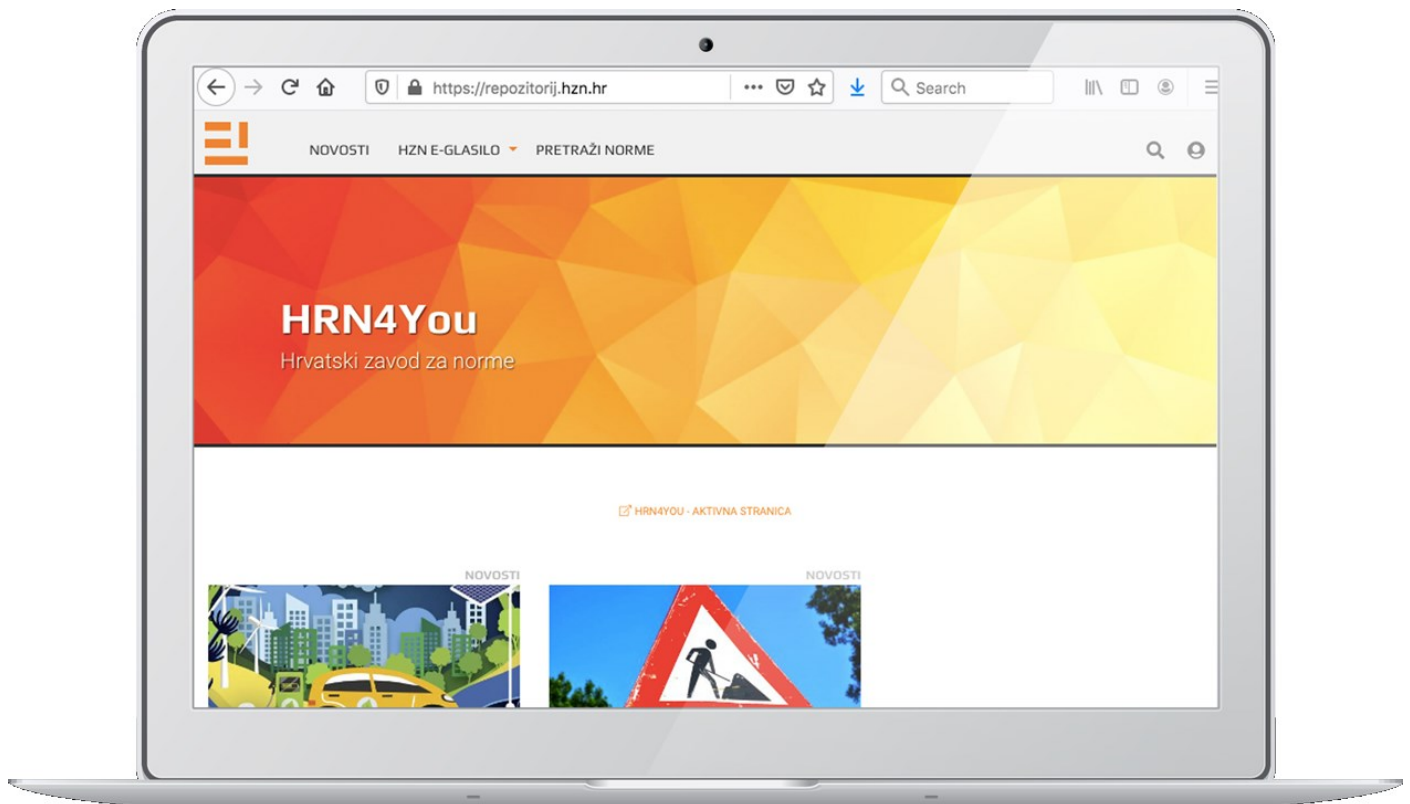 https://repozitorij.hzn.hr
Search
NOVOSTI HZN E-GLASILO PRETRAŽI NORME
HRN4You
Hrvatski zavod za norme
HRN4YOU - AKTIVNA STRANICA
NOVOSTI NOVOSTI